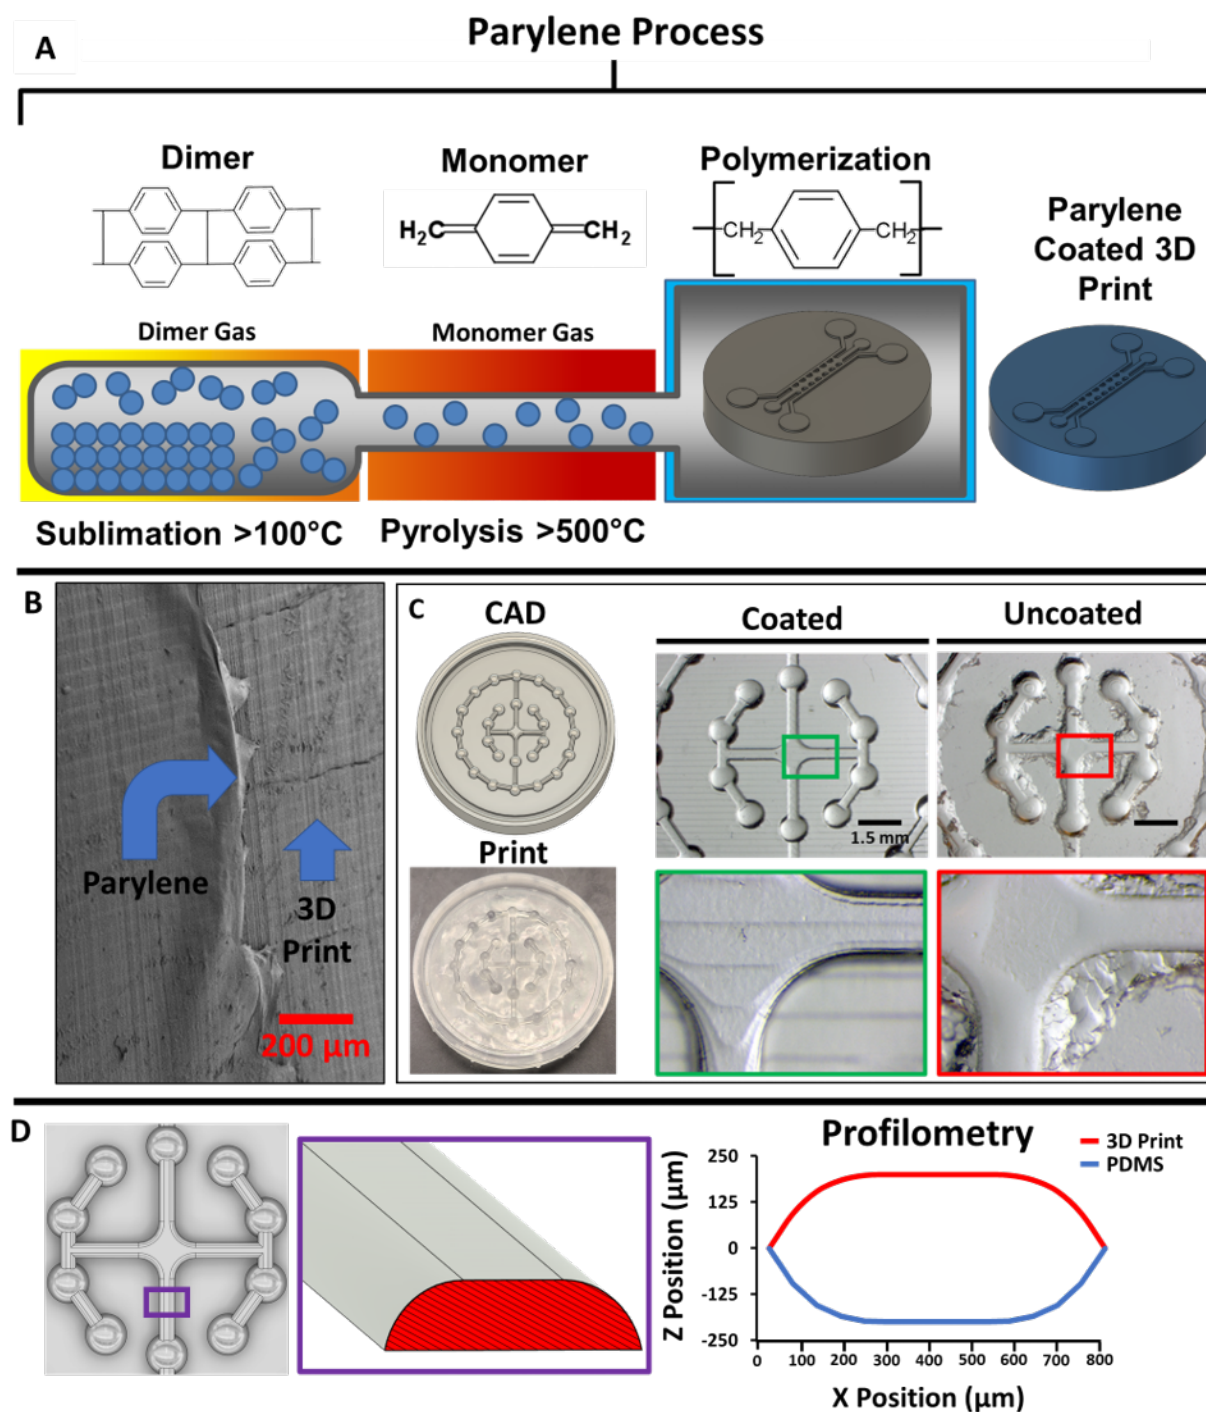 Parylene Process
A
Dimer
Monomer
Polymerization
H₂C
CH₂
CH₂
CH₂
Parylene
Coated 3D
Print
Dimer Gas
Monomer Gas
Sublimation >100°C
Pyrolysis >500°C
B
Parylene
3D
Print
200 µm
C
CAD
Print
Coated
Uncoated
1.5 mm
D
Profilometry
3D Print
PDMS
Z Position (µm)
250
125
0
-125
-250
0 100 200 300 400 500 600 700 800
X Position (µm)